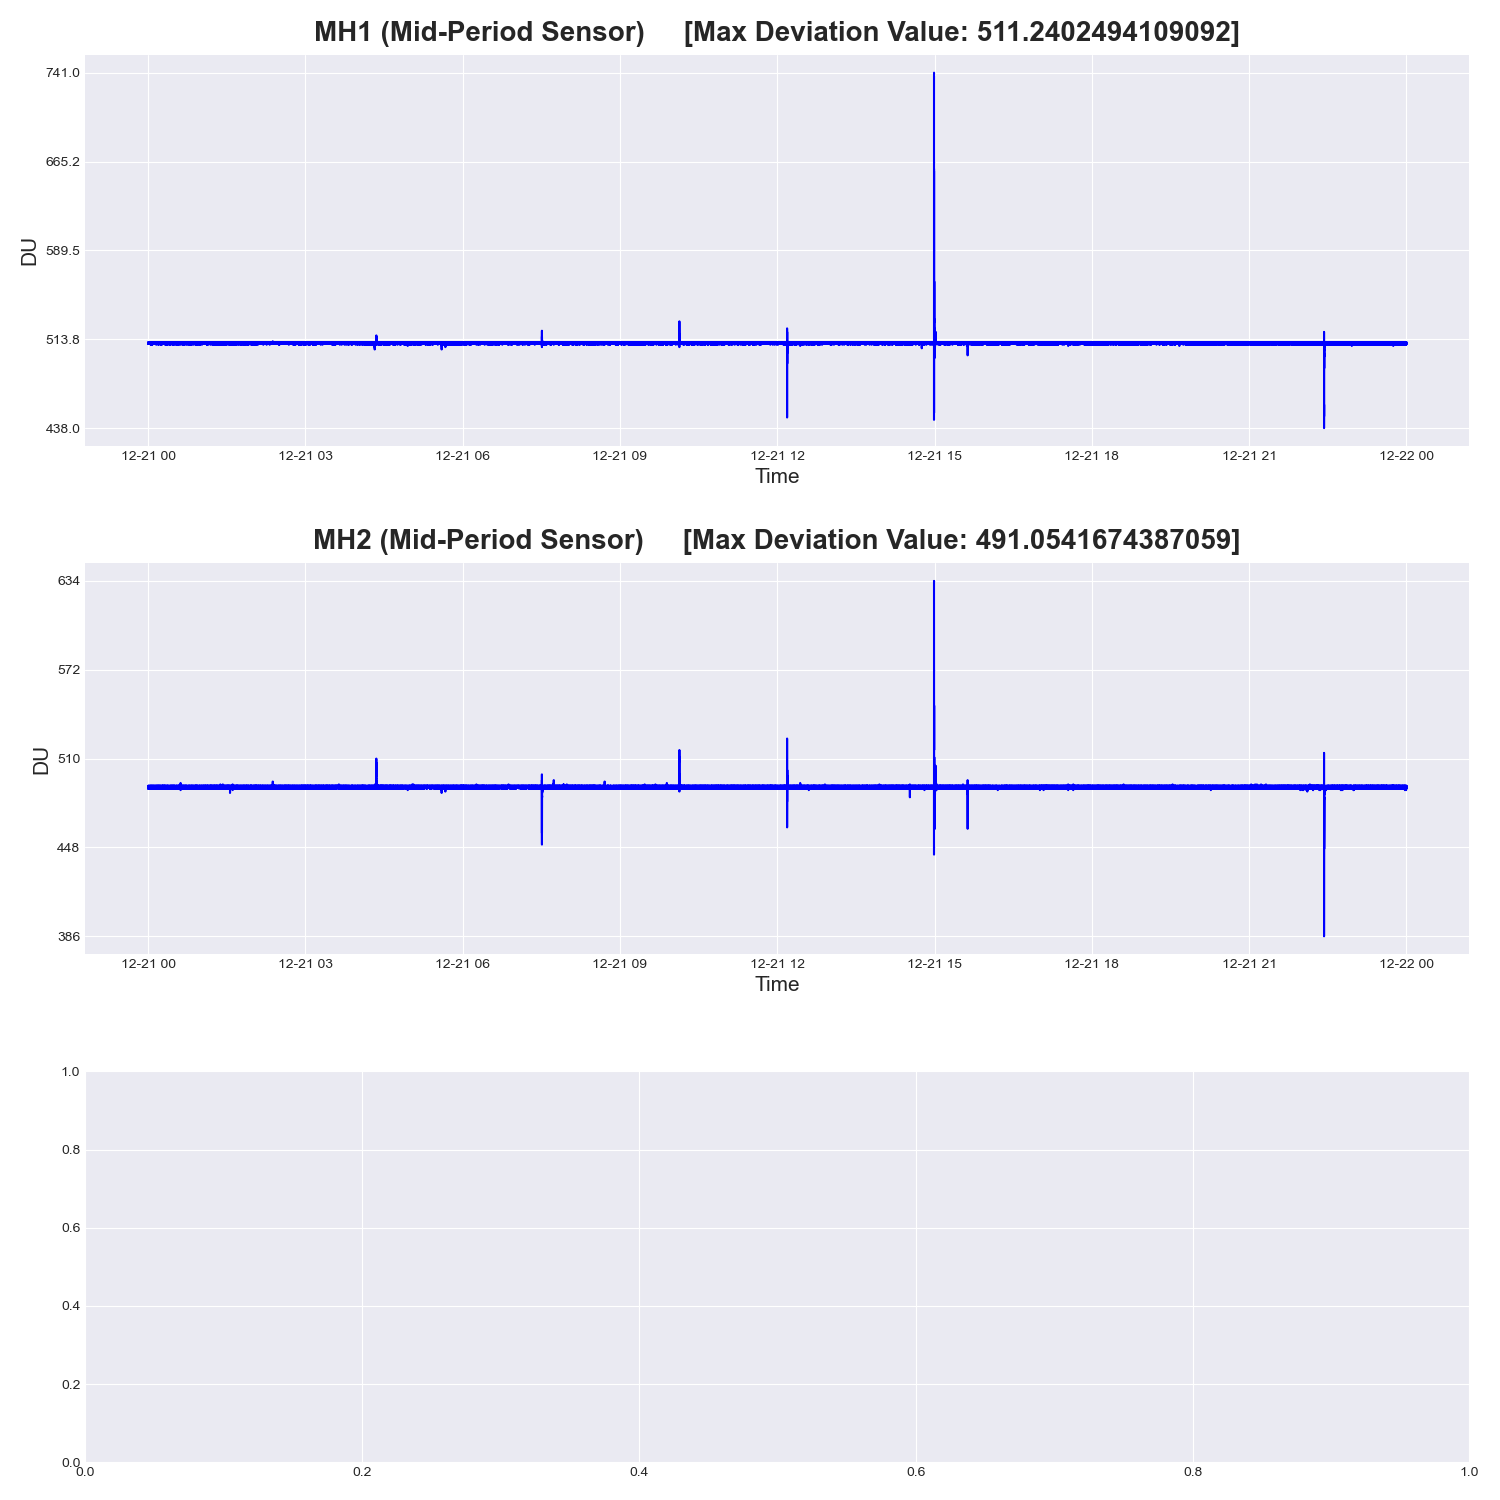 MH1 (Mid-Period Sensor) [Max Deviation Value: 511.2402494109092]
741.0
665.2
589.5
513.8
438.0
DU
12-21 00 12-21 03 12-21 06 12-21 09 12-21 12 12-21 15 12-21 18 12-21 21 12-22 00
Time
MH2 (Mid-Period Sensor) [Max Deviation Value: 491.0541674387059]
634
572
510
448
386
DU
12-21 00 12-21 03 12-21 06 12-21 09 12-21 12 12-21 15 12-21 18 12-21 21 12-22 00
Time
1.0
0.8
0.6
0.4
0.2
0.0
0.0 0.2 0.4 0.6 0.8 1.0